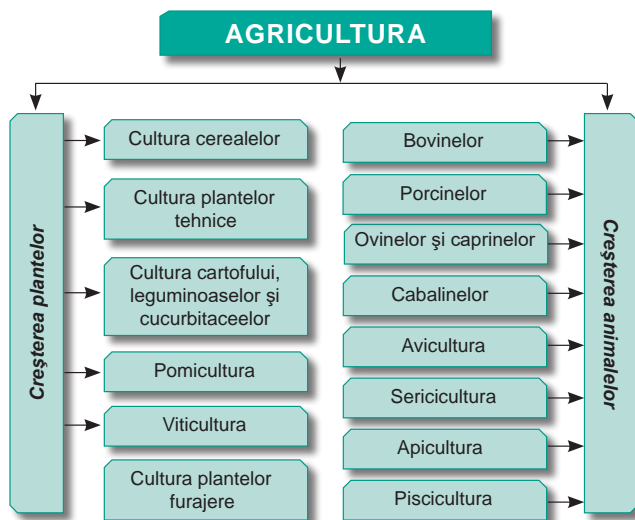 AGRICULTURA
Creşterea plantelor
Cultura cerealelor
Cultura plantelor
tehnice
Cultura cartofului,
leguminoaselor şi
cucurbitaceelor
Pomicultura
Viticultura
Cultura plantelor
furajere
Bovinelor
Porcinelor
Ovinelor şi caprinelor
Cabalinelor
Avicultura
Sericicultura
Apicultura
Piscicultura
Creşterea animalelor